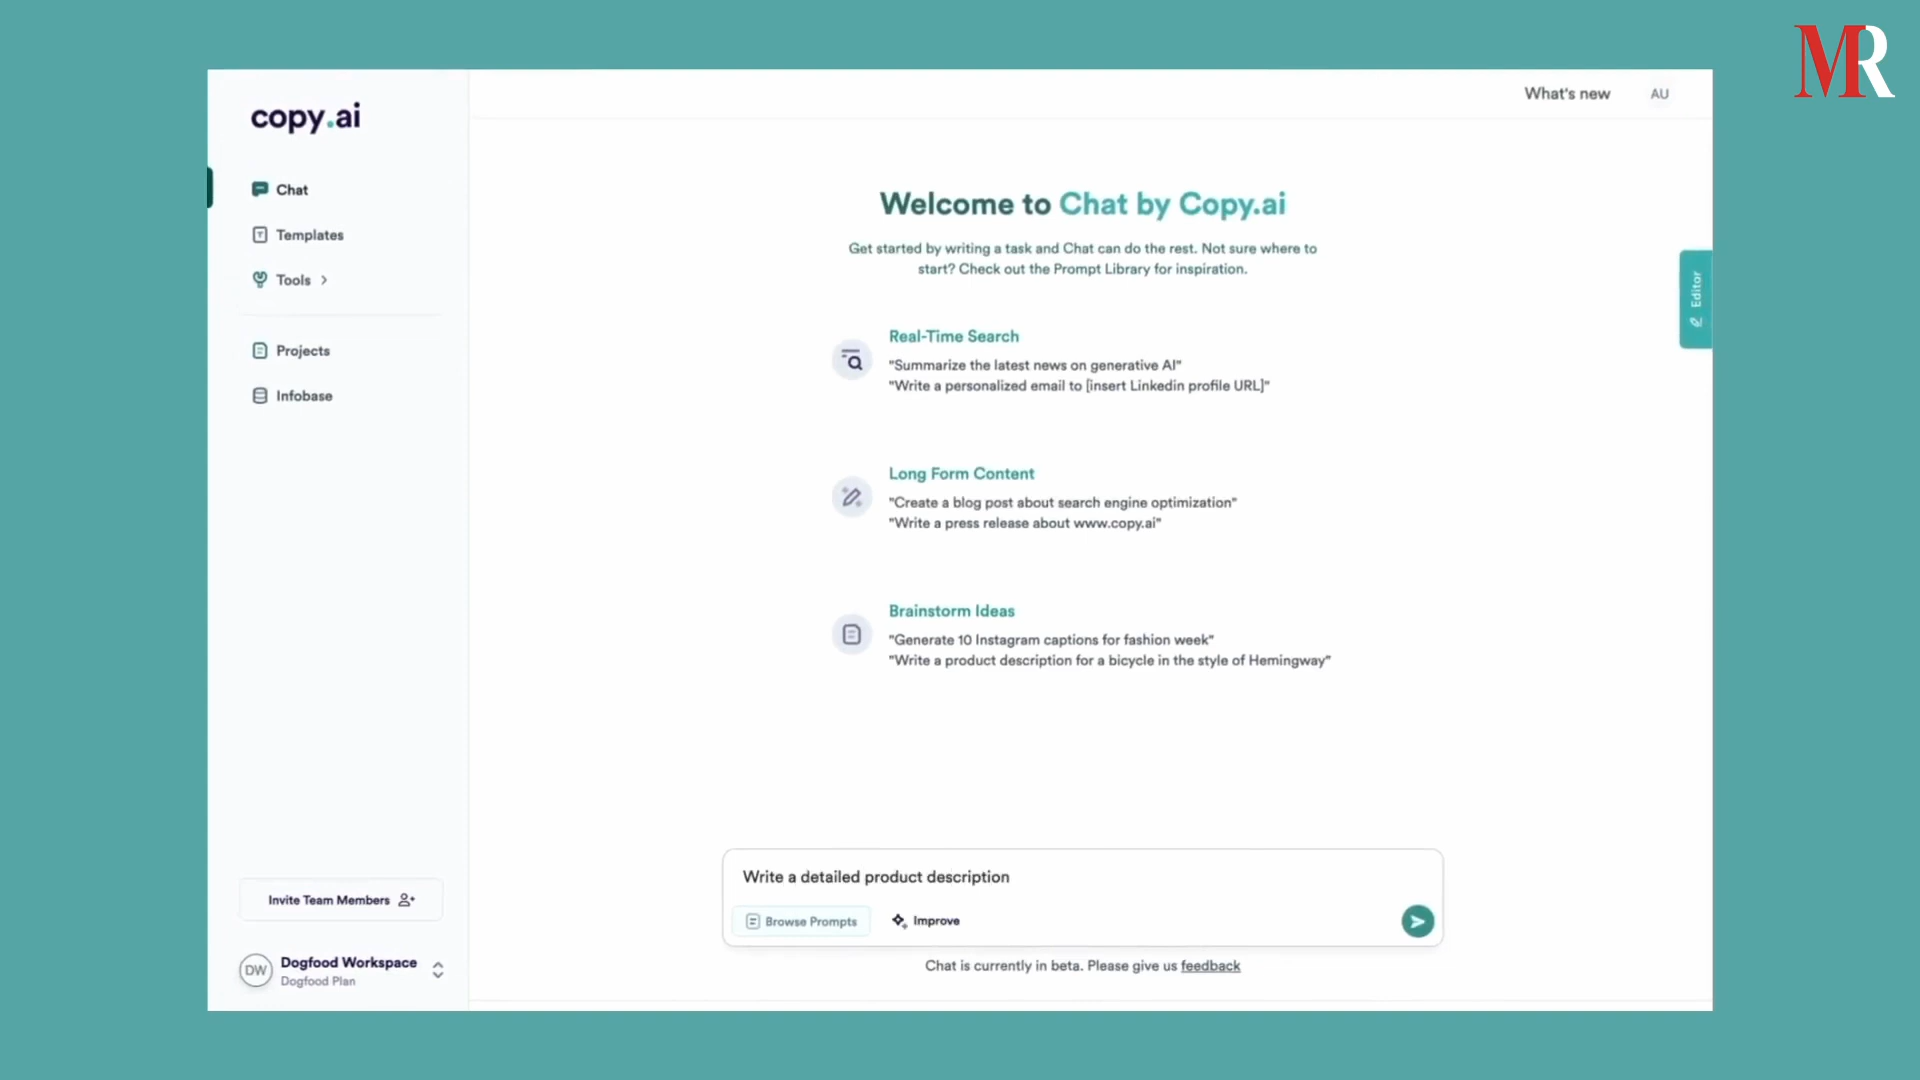 MR
copy.ai
What's new
AU
Chat
Templates
Tools
Projects
Infobase
Welcome to Chat by Copy.ai
Get started by writing a task and Chat can do the rest. Not sure where to
start? Check out the Prompt Library for inspiration.
Editor
Real-Time Search
"Summarize the latest news on generative AI"
"Write a personalized email to [insert Linkedin profile URL]"
Long Form Content
"Create a blog post about search engine optimization"
"Write a press release about www.copy.ai"
Brainstorm Ideas
"Generate 10 Instagram captions for fashion week"
"Write a product description for a bicycle in the style of Hemingway"
Write a detailed product description
Browse Prompts
Improve
Chat is currently in beta. Please give us feedback
Invite Team Members
DW
Dogfood Workspace
Dogfood Plan